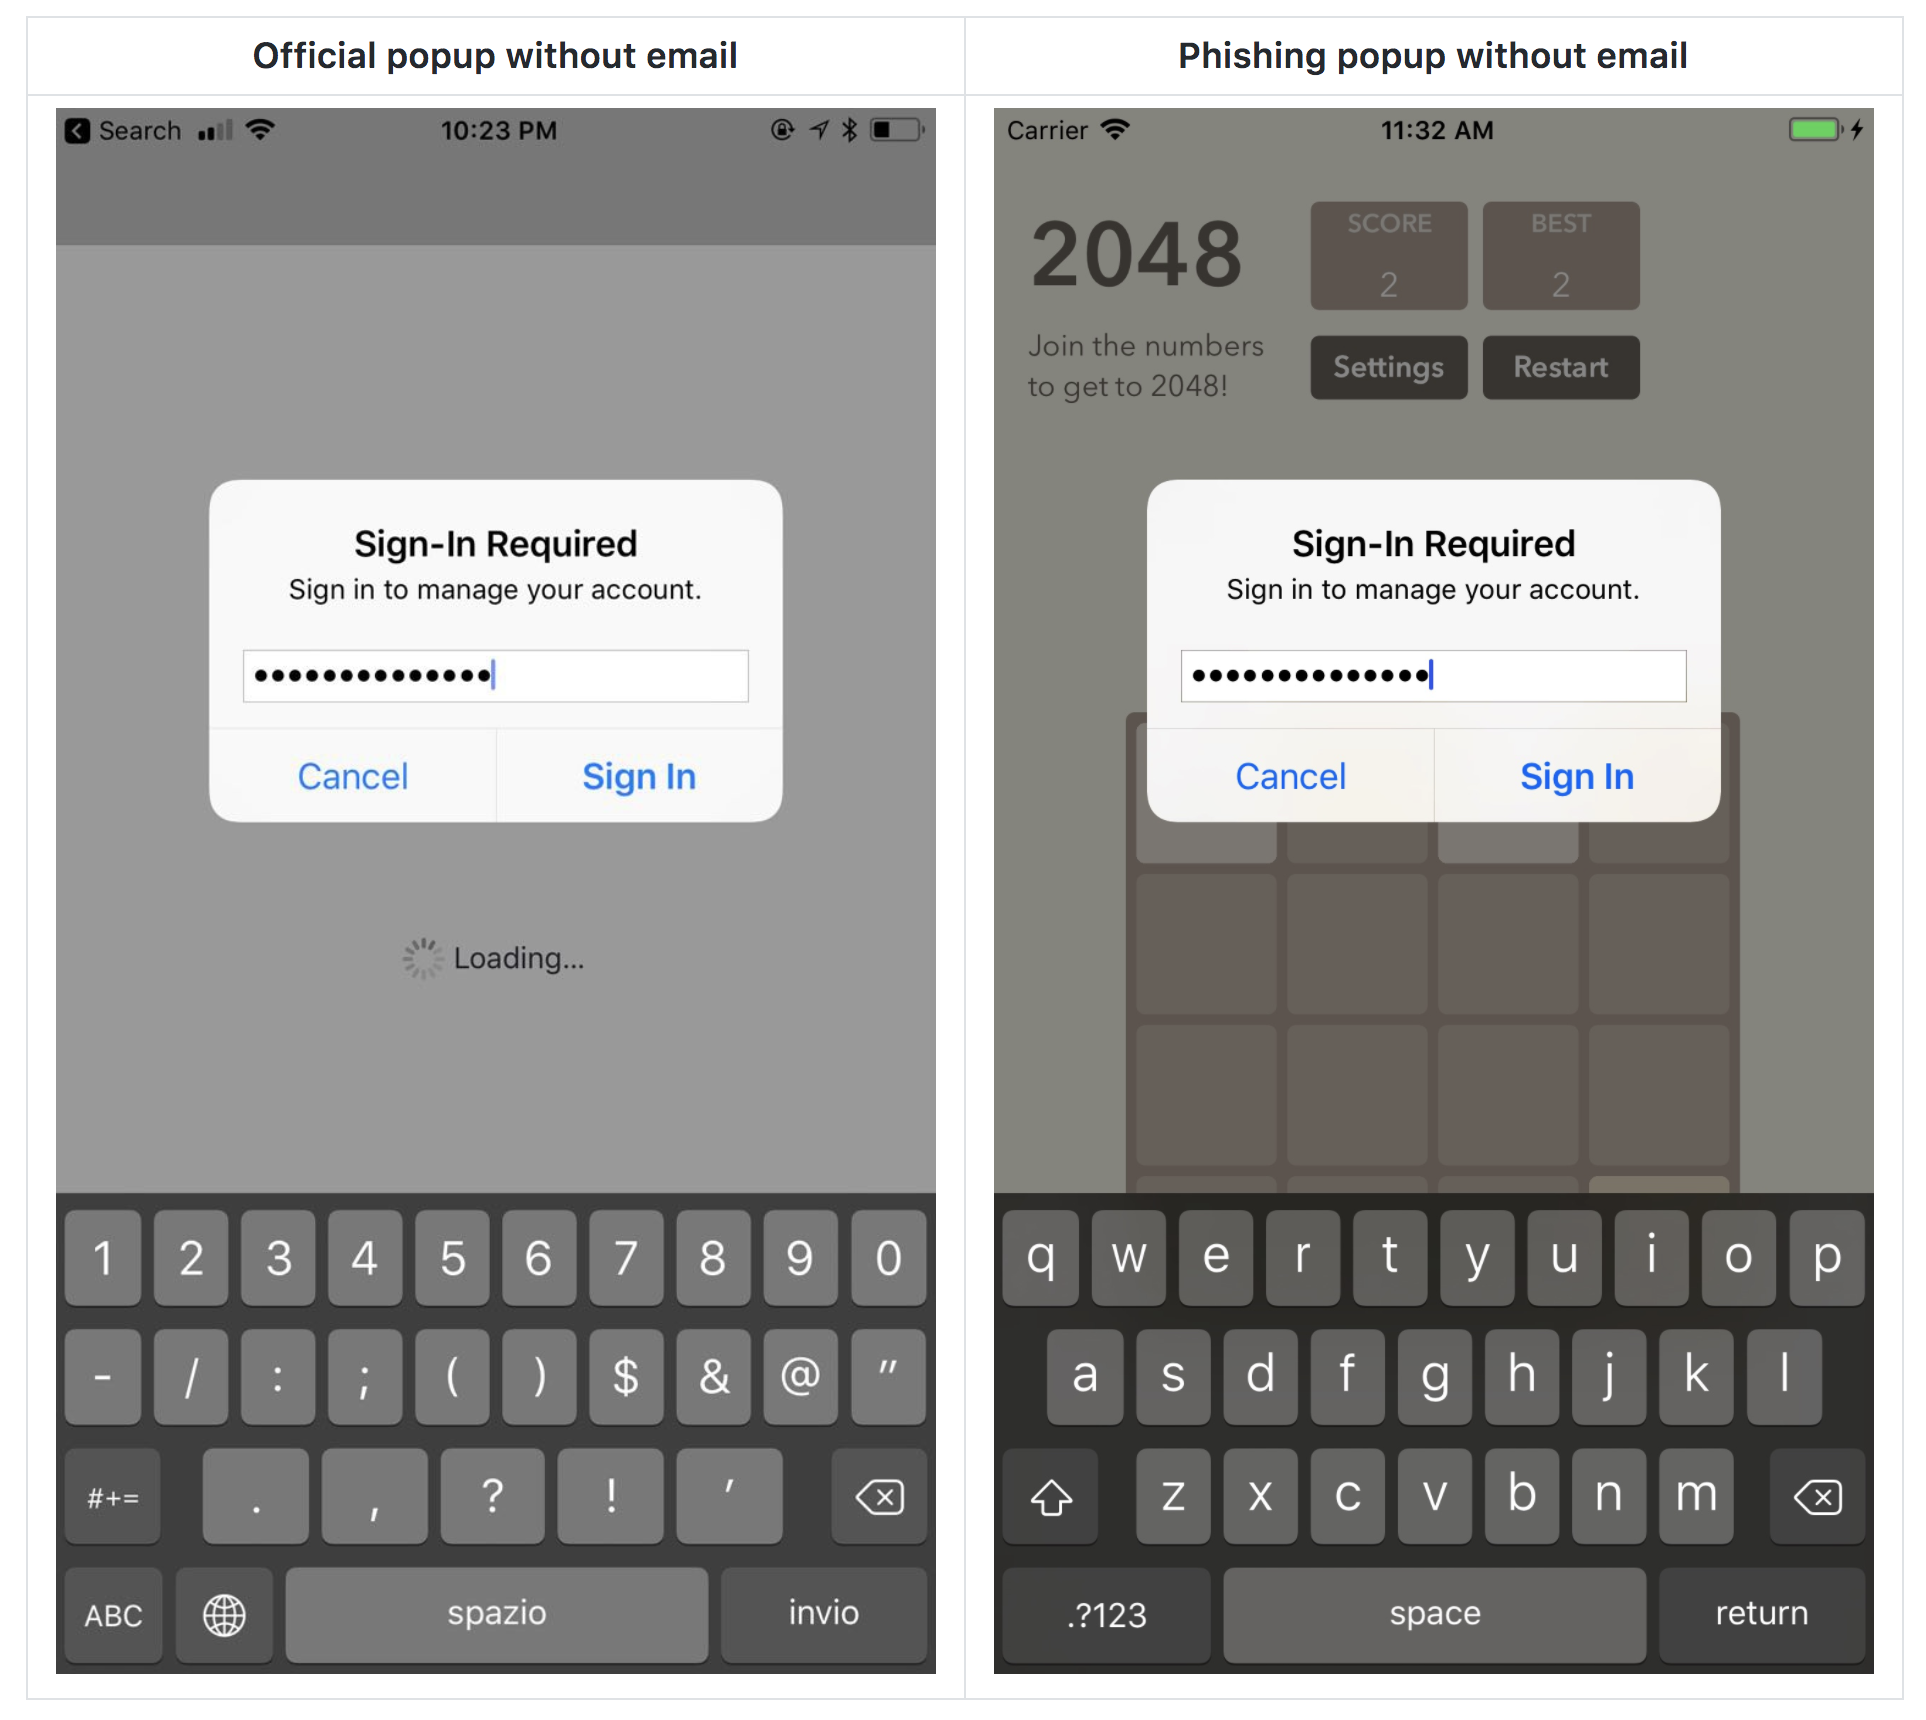 Official popup without email
Search
10:23 PM
Sign-In Required
Sign in to manage your account.
Cancel
Sign In
Loading...
1 2 3 4 5 6 7 8 9 0
- / : ; ( ) $ & @ "
#+= . , ? ! '
ABC spazio invio
Phishing popup without email
Carrier
11:32 AM
2048
SCORE
2
BEST
2
Join the numbers
to get to 2048!
Settings
Restart
Sign-In Required
Sign in to manage your account.
Cancel
Sign In
q w e r t y u i o p
a s d f g h j k l
z x c v b n m
.?123 space return